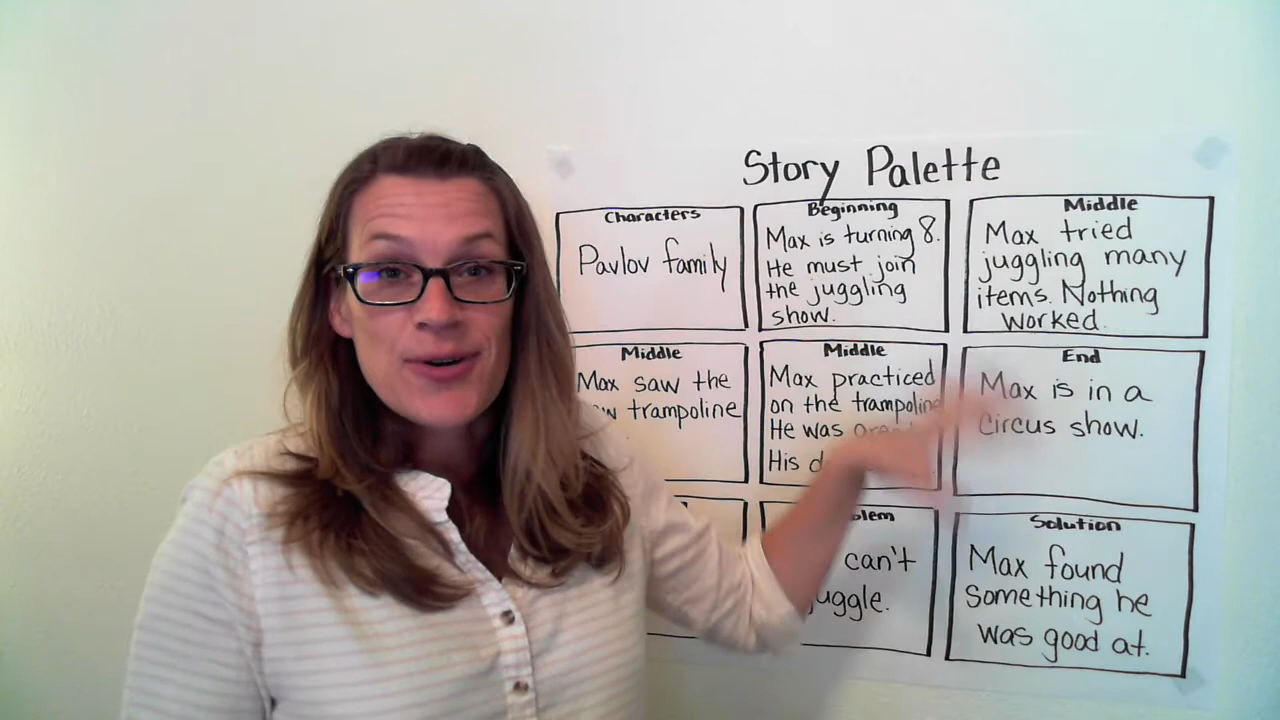 Story Palette
Characters
Pavlov family
Beginning
Max is turning 8.
He must join
the juggling
show.
Middle
Max tried
juggling many
items. Nothing
worked.
Middle
Max saw the
trampoline
Middle
Max practiced
on the trampoline
He was
His
End
Max is in a
Circus show.
can't
Solution
Max found
Something he
was good at.